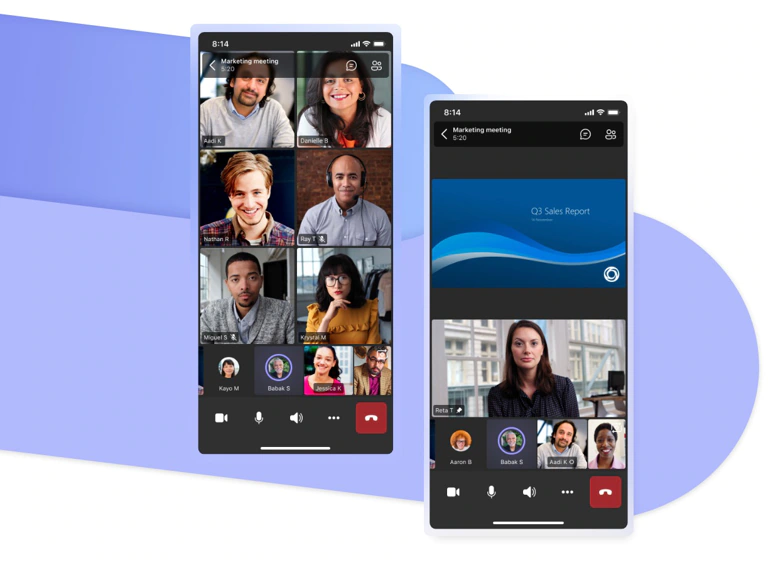 8:14
Marketing meeting
5:20
Aadi K
Danielle B
Nathan R
Ray T
Miguel S
Krystal M
Kayo M
Babak S
Jessica K
8:14
Marketing meeting
5:20
Q3 Sales Report
Reta T
Aaron B
Babak S
Aadi K